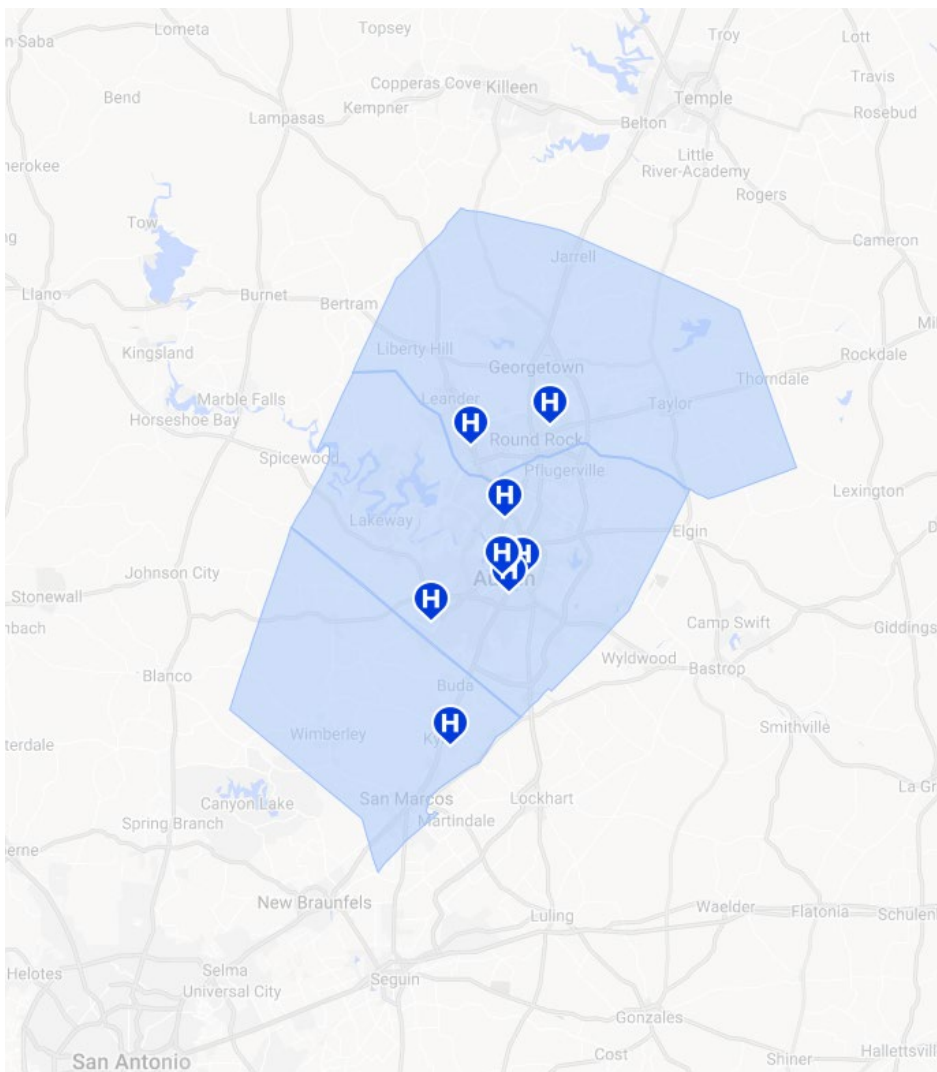 Lometa
Topsey
Troy
Lott
San Saba
Travis
Copperas Cove
Killeen
Bend
Kempner
Temple
Rosebud
Lampasas
Belton
Little
River-Academy
Rogers
Tow
Cameron
Jarrell
Llano
Burnet
Bertram
Liberty Hill
Kingsland
Rockdale
Georgetown
Thorndale
Marble Falls
Leander
Taylor
Horseshoe Bay
H
H
Round Rock
Spicewood
Pflugerville
Lexington
H
Lakeway
Elgin
H
H
H
Johnson City
Stonewall
H
Camp Swift
Giddings
Wyldwood
Bastrop
Blanco
Buda
H
Smithville
Wimberley
Canyon Lake
San Marcos
Lockhart
Spring Branch
Martindale
New Braunfels
Luling
Waelder
Flatonia
Helotes
Selma
Universal City
Seguin
Gonzales
Cost
Shiner
San Antonio